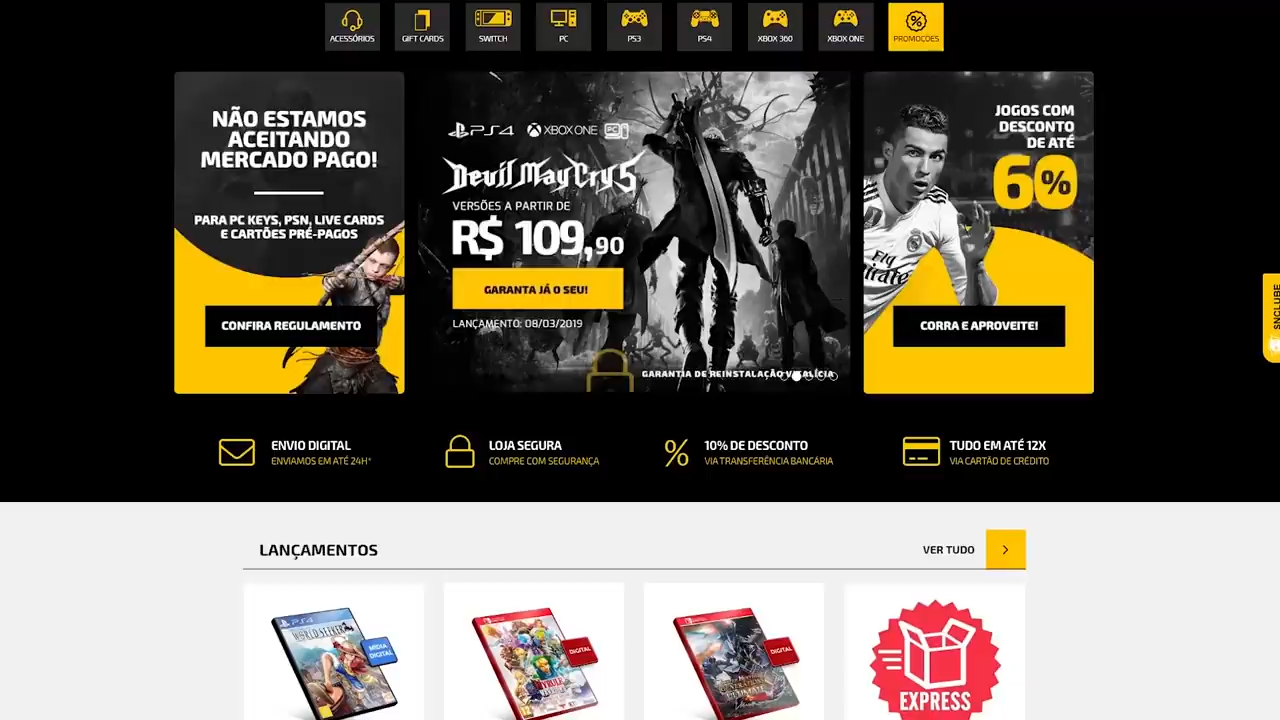 ACESSÓRIOS
GIFT CARDS
SWITCH
PC
PS3
PS4
XBOX 360
XBOX ONE
PROMOÇÕES
NÃO ESTAMOS
ACEITANDO
MERCADO PAGO!
PARA PC KEYS, PSN, LIVE CARDS
E CARTÕES PRÉ-PAGOS
CONFIRA REGULAMENTO
PS4 XBOX ONE PC
Devil May Cry 5
VERSÕES A PARTIR DE
R$ 109,90
GARANTA JÁ O SEU!
LANÇAMENTO: 08/03/2019
GARANTIA DE REINSTALAÇÃO VITALÍCIA
JOGOS COM
DESCONTO
DE ATÉ
60%
Fly
CORRA E APROVEITE!
SNCLUBE
ENVIO DIGITAL
ENVIAMOS EM ATÉ 24H*
LOJA SEGURA
COMPRE COM SEGURANÇA
10% DE DESCONTO
VIA TRANSFERÊNCIA BANCÁRIA
TUDO EM ATÉ 12X
VIA CARTÃO DE CRÉDITO
LANÇAMENTOS
VER TUDO
PS4
WORLD SEEKER
MÍDIA
DIGITAL
DIGITAL
GENERATIONS
ULTIMATE
DIGITAL
EXPRESS